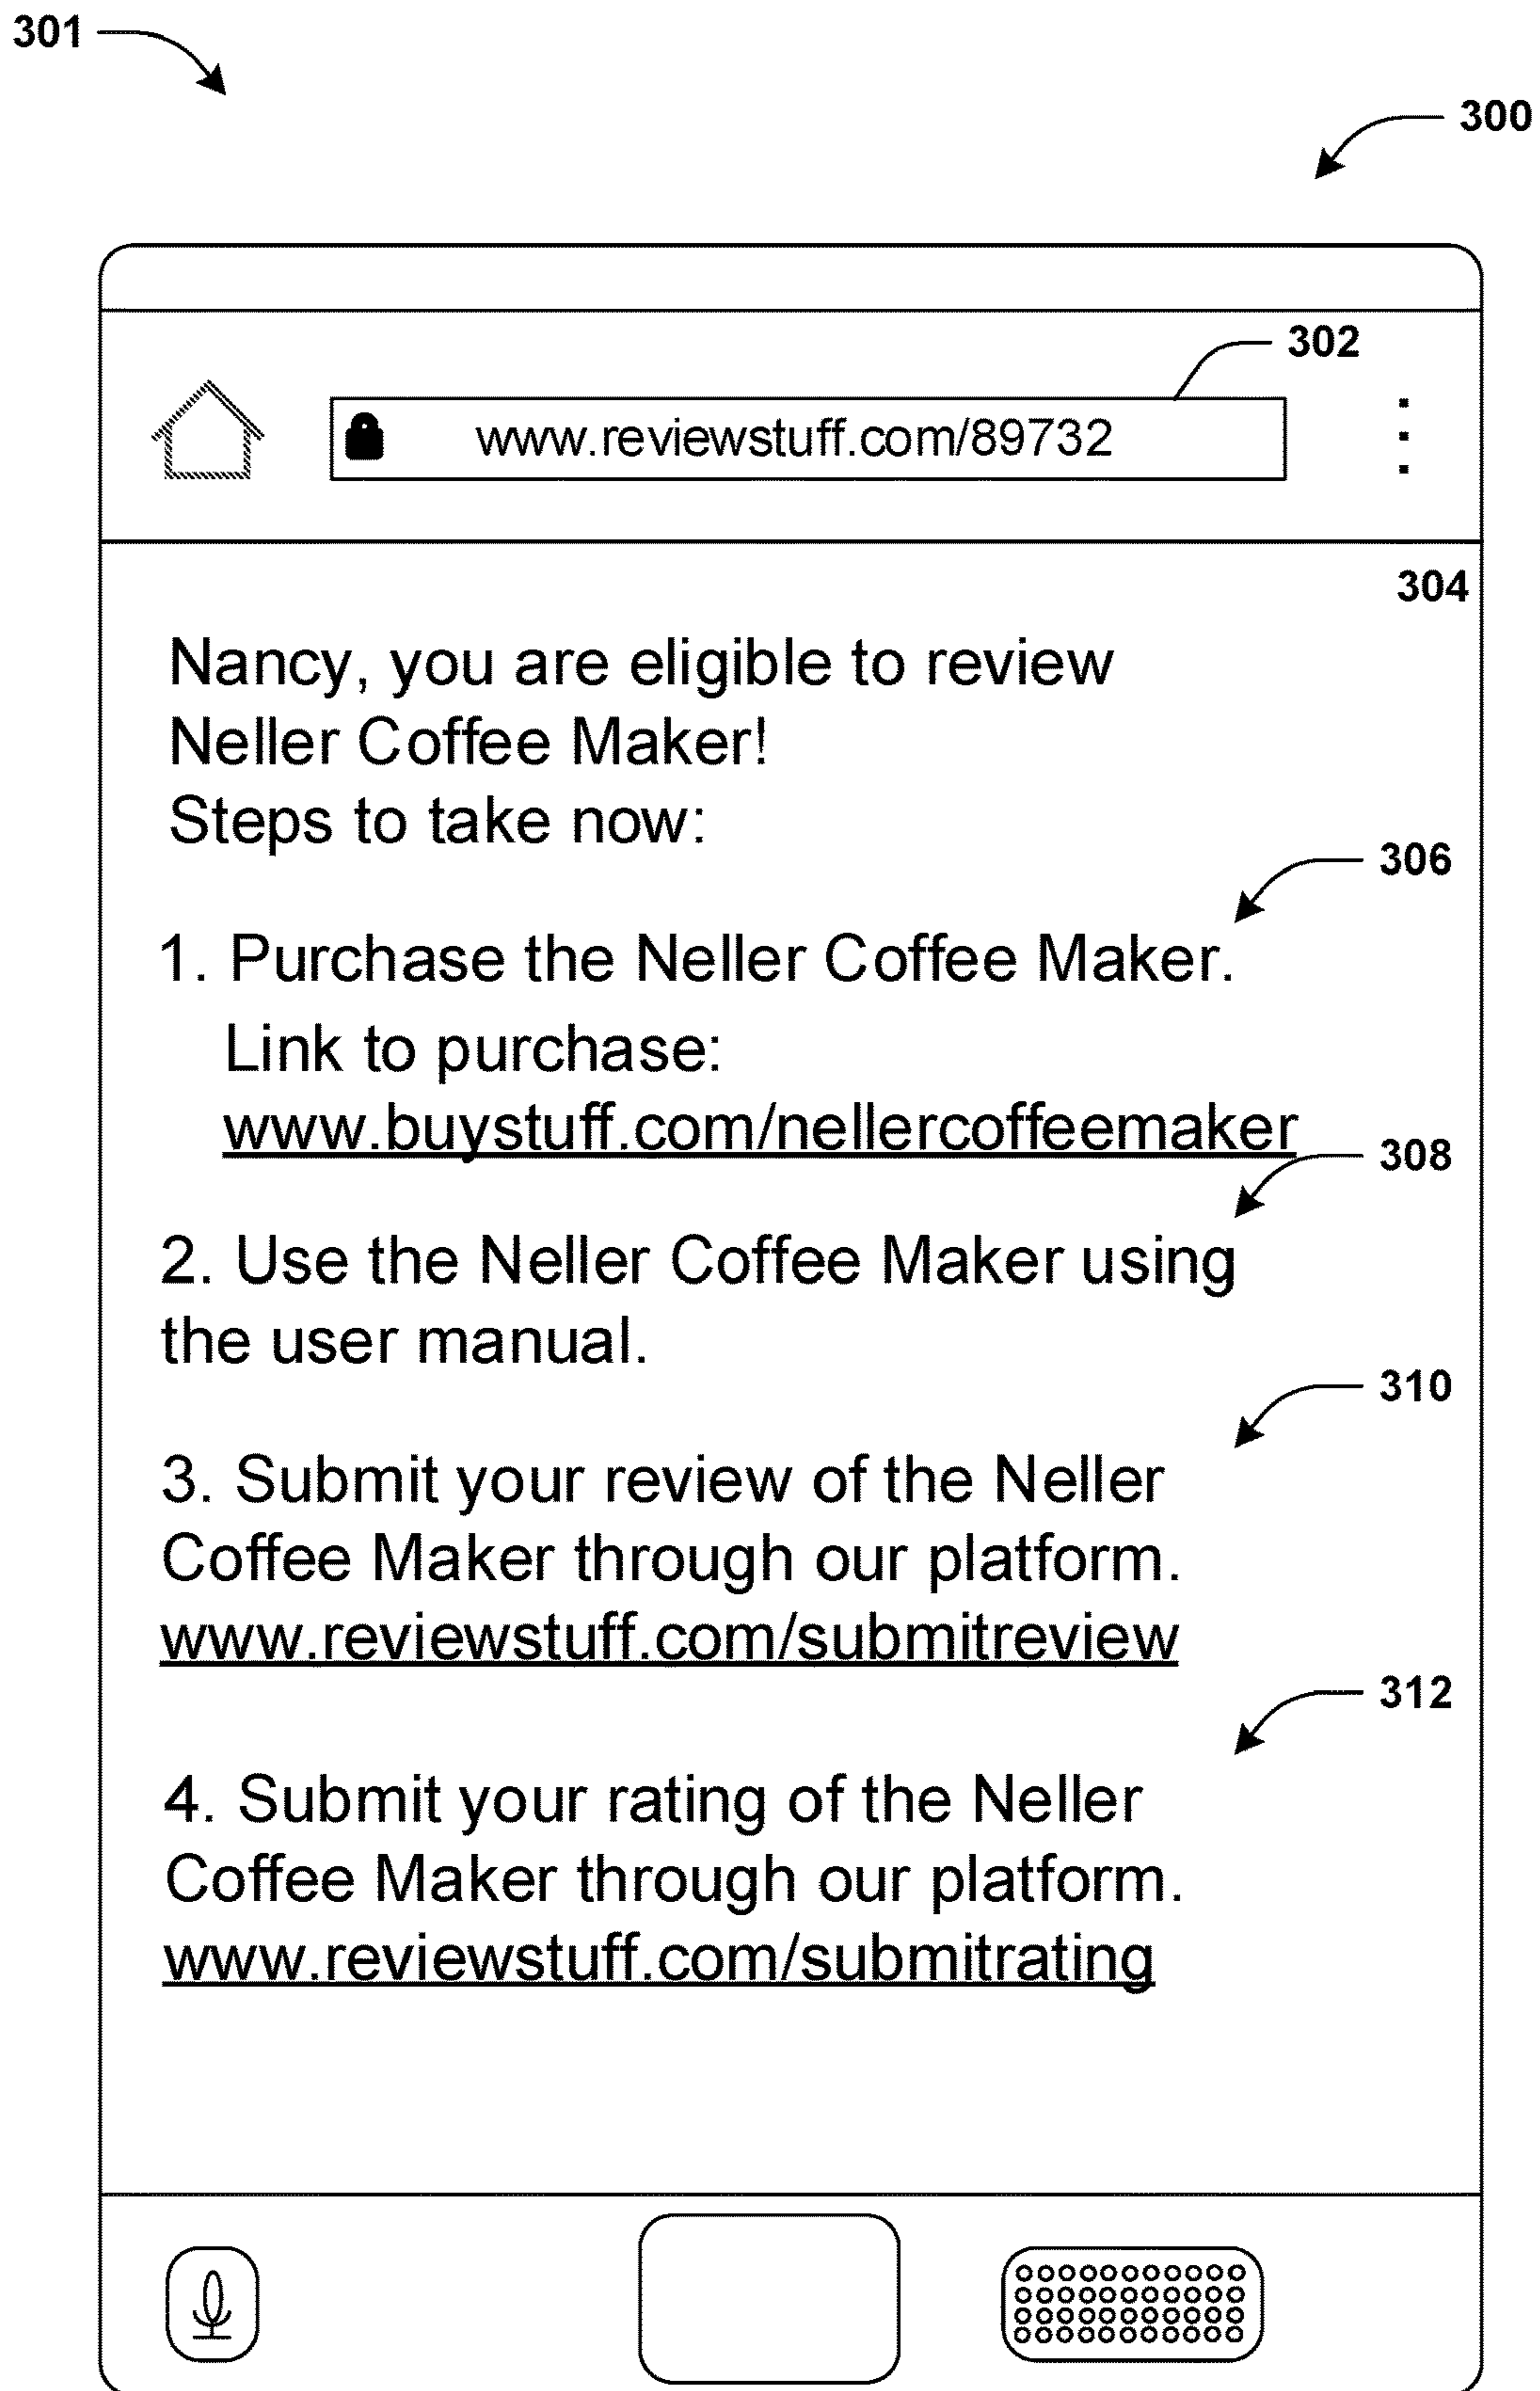 301
300
302
www.reviewstuff.com/89732
304
Nancy, you are eligible to review
Neller Coffee Maker!
Steps to take now:
306
1. Purchase the Neller Coffee Maker.
Link to purchase:
www.buystuff.com/nellercoffeemaker
308
2. Use the Neller Coffee Maker using
the user manual.
310
3. Submit your review of the Neller
Coffee Maker through our platform.
www.reviewstuff.com/submitreview
312
4. Submit your rating of the Neller
Coffee Maker through our platform.
www.reviewstuff.com/submitrating